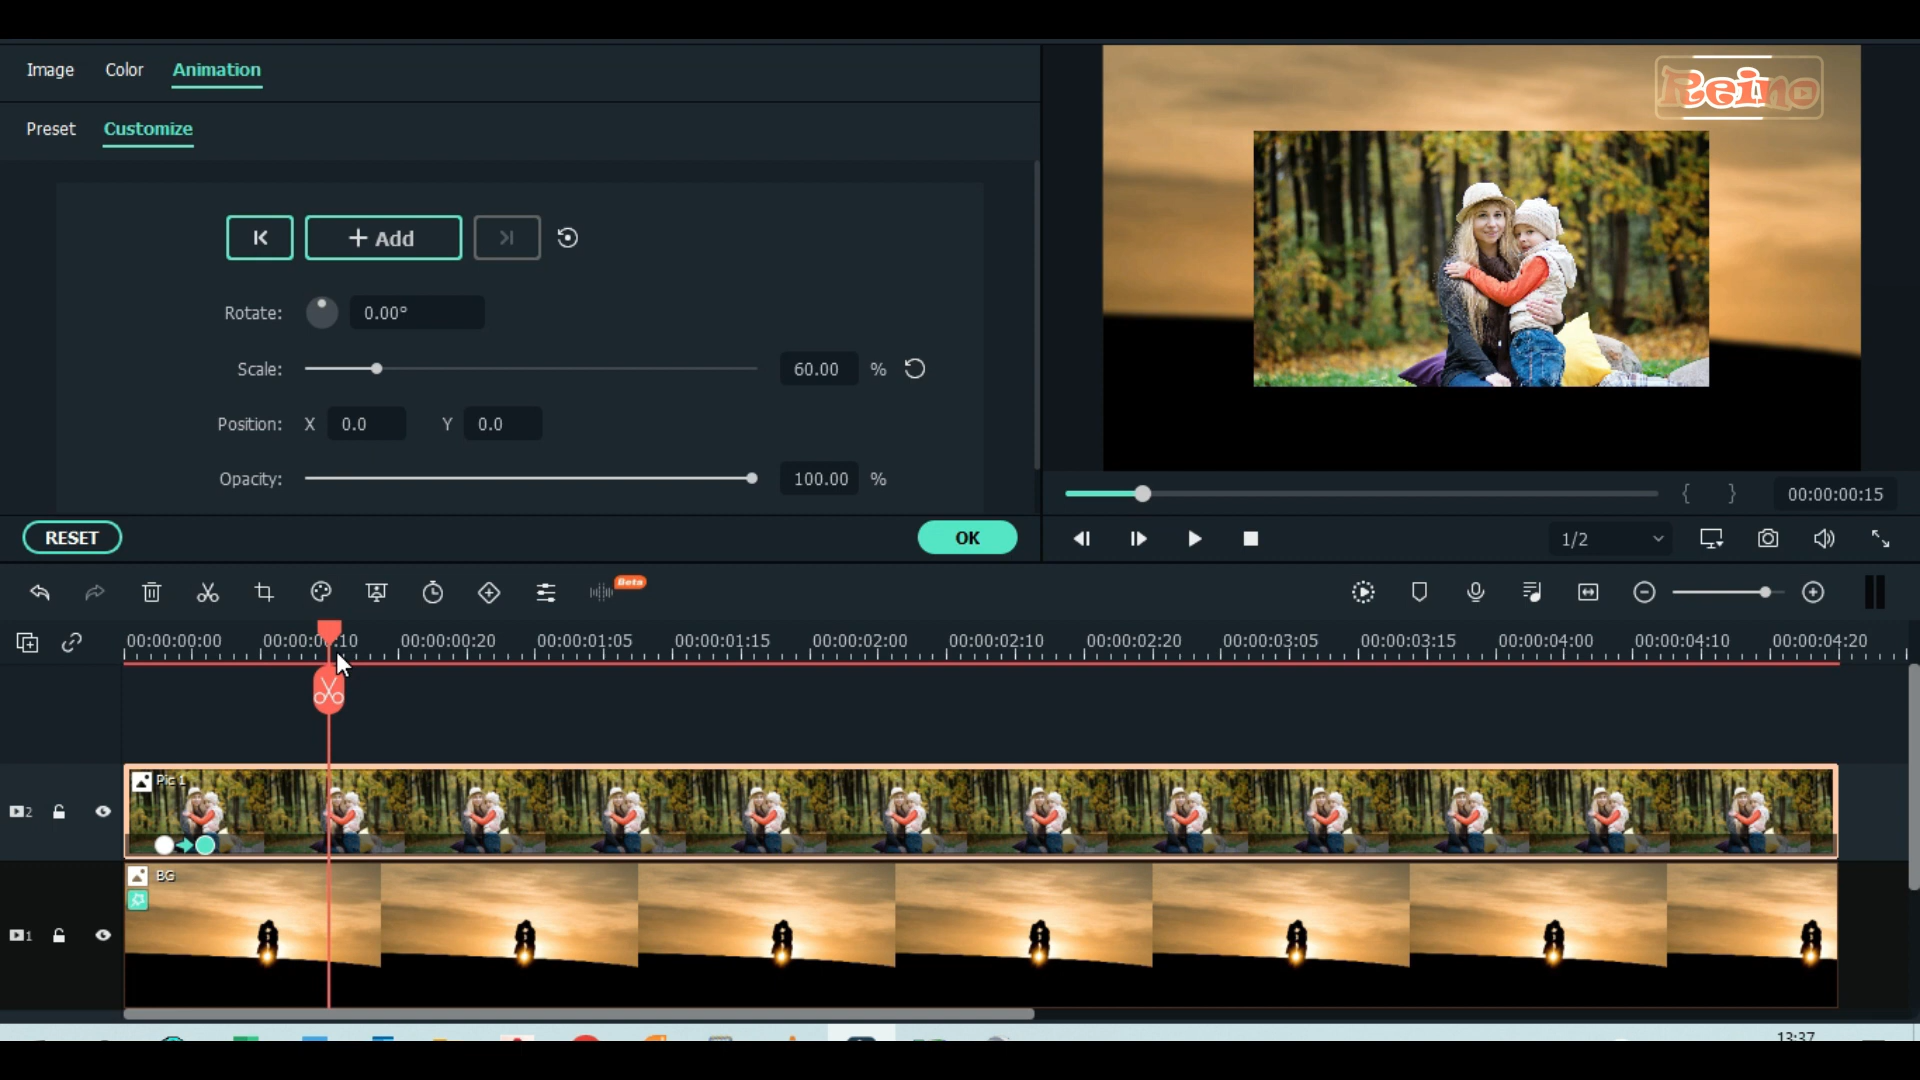 Image Color Animation
Reino
Preset Customize
+ Add
Rotate: 0.00°
Scale: 60.00 %
Position: X 0.0 Y 0.0
Opacity: 100.00 %
00:00:00:15
RESET OK
1/2
Beta
00:00:00:00 00:00:00:10 00:00:00:20 00:00:01:05 00:00:01:15 00:00:02:00 00:00:02:10 00:00:02:20 00:00:03:05 00:00:03:15 00:00:04:00 00:00:04:10 00:00:04:20
Pic 1
2
BG
1
13:37